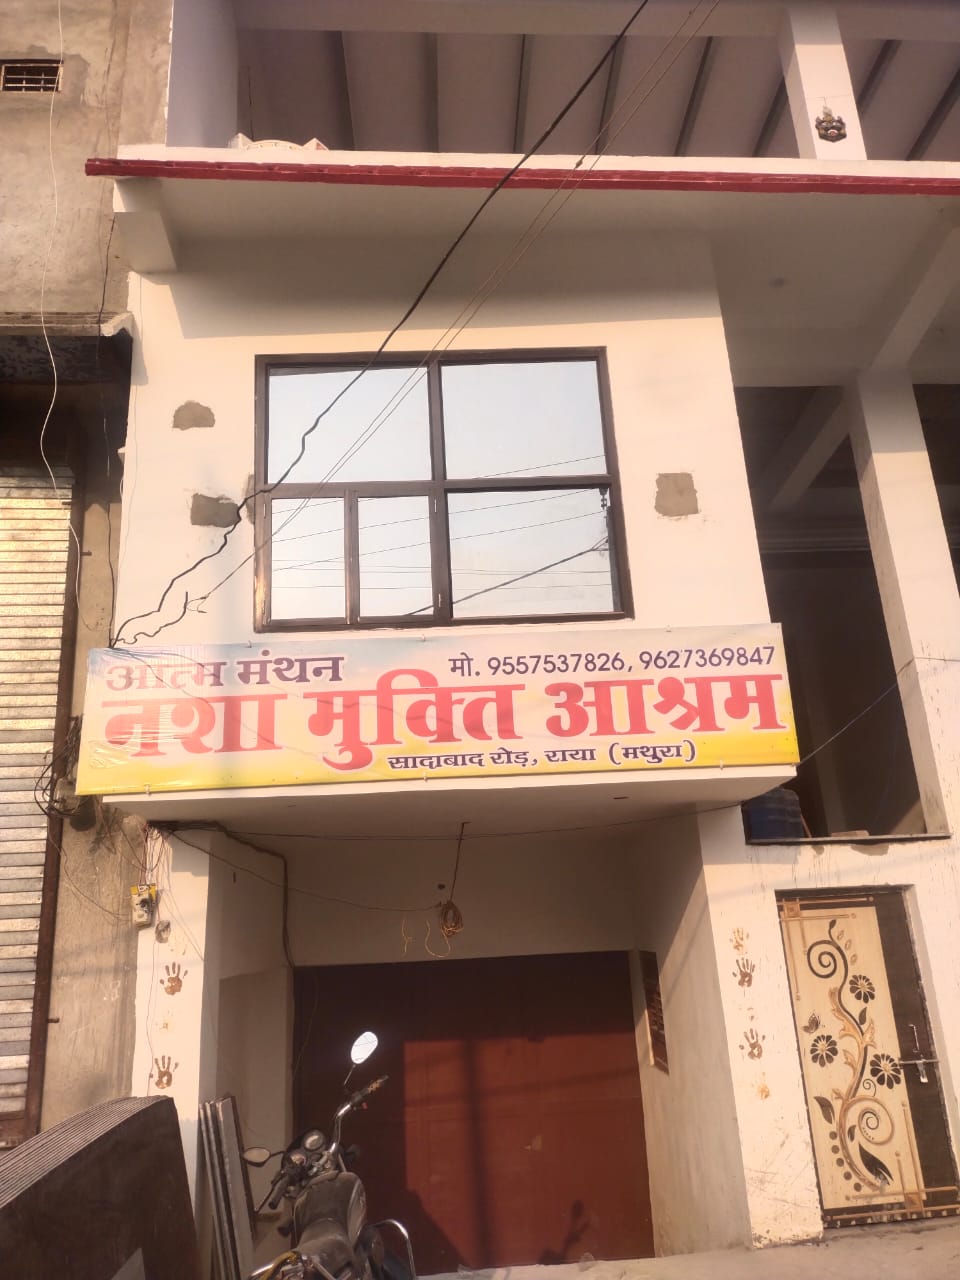 आत्म मंथन मो. 9557537826, 9627369847
नशा मुक्ति आश्रम
सादाबाद रोड़, राया (मथुरा)